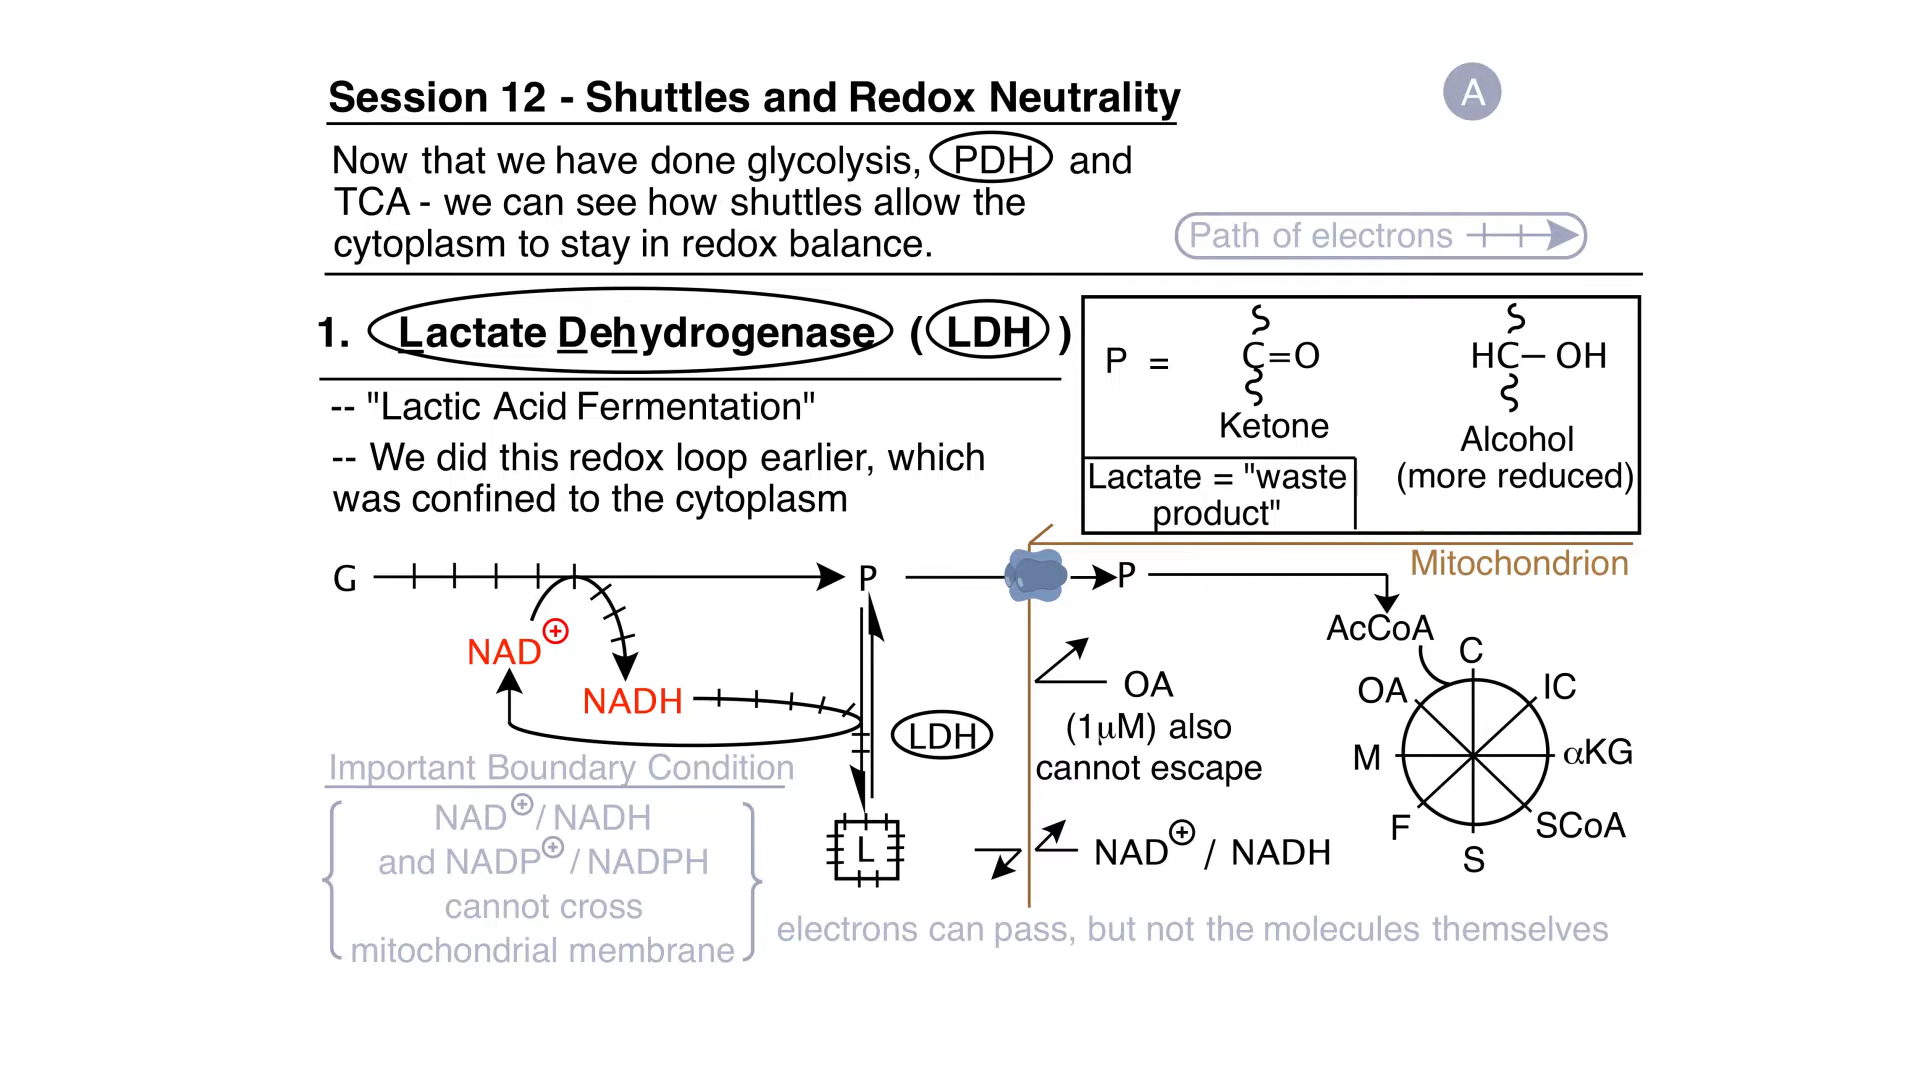 Session 12 - Shuttles and Redox Neutrality
A
Now that we have done glycolysis, PDH and
TCA - we can see how shuttles allow the
cytoplasm to stay in redox balance.
Path of electrons
1. Lactate Dehydrogenase (LDH)
-- "Lactic Acid Fermentation"
-- We did this redox loop earlier, which
was confined to the cytoplasm
P = C=O
Ketone
HC– OH
Alcohol
(more reduced)
Lactate = "waste
product"
Mitochondrion
G
P
P
AcCoA
NAD⊕
NADH
LDH
L
OA
(1µM) also
cannot escape
NAD⊕ / NADH
C
IC
αKG
SCoA
S
F
M
OA
Important Boundary Condition
NAD⊕/ NADH
and NADP⊕/ NADPH
cannot cross
mitochondrial membrane
electrons can pass, but not the molecules themselves